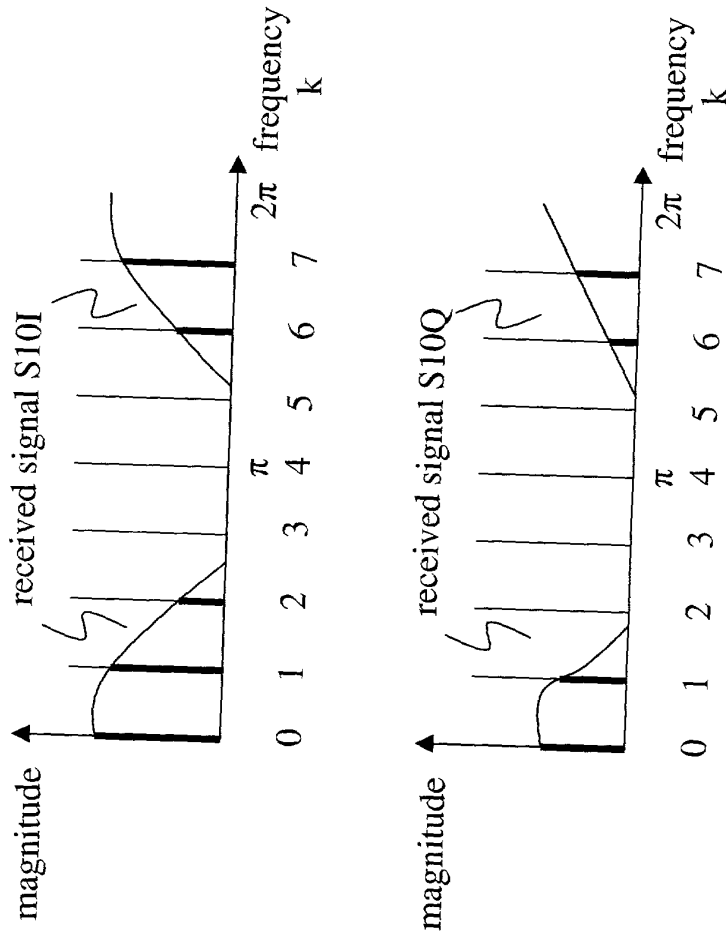 magnitude
received signal S10I
0 1 2 3 4 5 6 7
π 2π
frequency
k
magnitude
received signal S10Q
0 1 2 3 4 5 6 7
π 2π
frequency
k